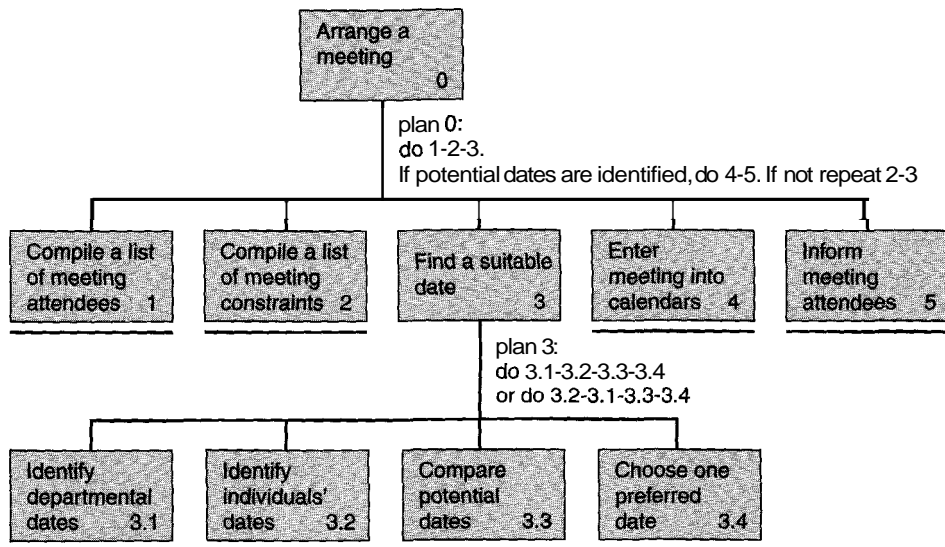 Arrange a
meeting
0
plan 0:
do 1-2-3.
If potential dates are identified, do 4-5. If not repeat 2-3
Compile a list
of meeting
attendees 1
Compile a list
of meeting
constraints 2
Find a suitable
date
3
Enter
meeting into
calendars 4
Inform
meeting
attendees 5
plan 3:
do 3.1-3.2-3.3-3.4
or do 3.2-3.1-3.3-3.4
Identify
departmental
dates 3.1
Identify
individuals'
dates 3.2
Compare
potential
dates 3.3
Choose one
preferred
date 3.4